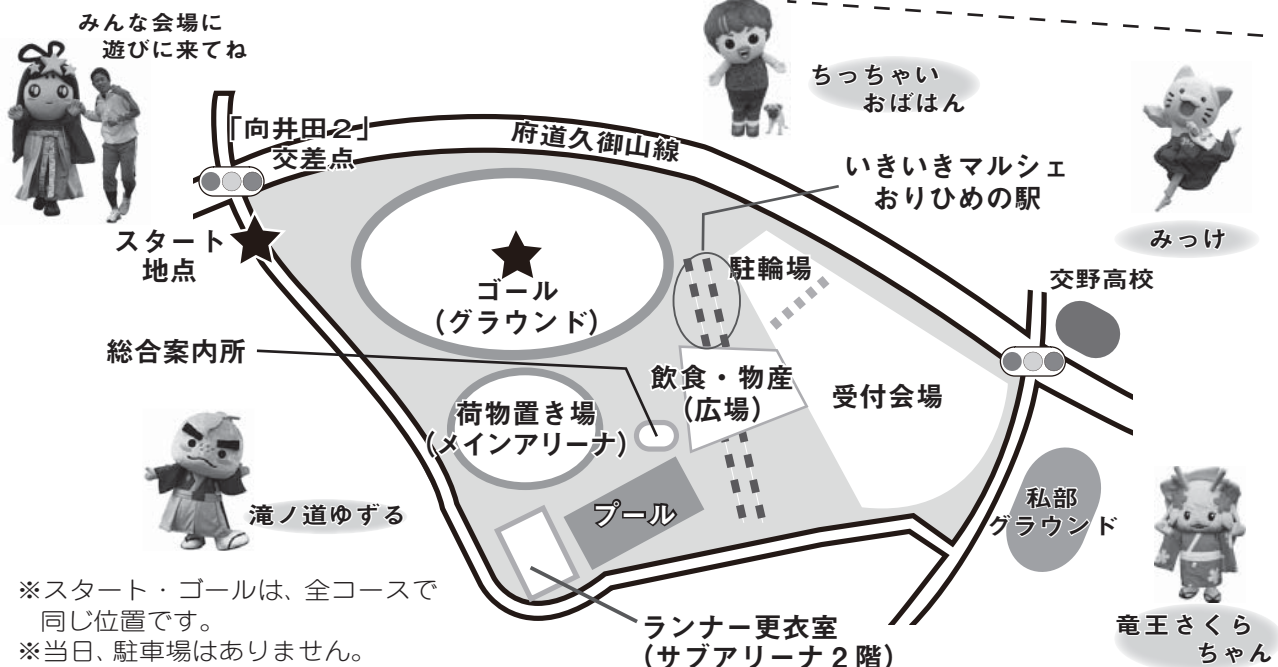 みんな会場に
遊びに来てね
ちっちゃい
おばはん
みっけ
「向井田２」
交差点
府道久御山線
いきいきマルシェ
おりひめの駅
スタート
地点
駐輪場
交野高校
ゴール
(グラウンド)
総合案内所
飲食・物産
(広場)
受付会場
荷物置き場
(メインアリーナ)
滝ノ道ゆずる
プール
私部
グラウンド
※スタート・ゴールは、全コースで
同じ位置です。
※当日、駐車場はありません。
ランナー更衣室
(サブアリーナ２階)
竜王さくら
ちゃん